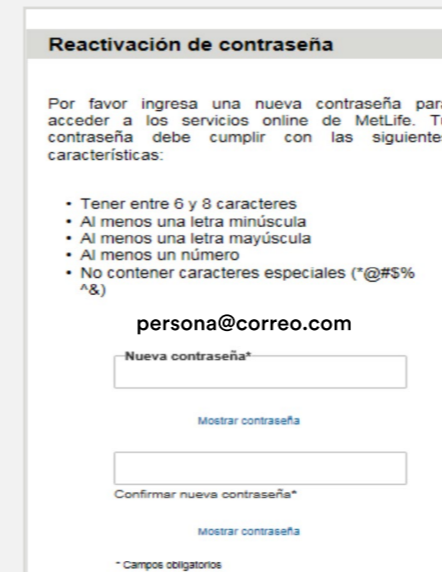 Reactivación de contraseña
Por favor ingresa una nueva contraseña para
acceder a los servicios online de MetLife. Tu
contraseña debe cumplir con las siguientes
características:
• Tener entre 6 y 8 caracteres
• Al menos una letra minúscula
• Al menos una letra mayúscula
• Al menos un número
• No contener caracteres especiales (*@#$%
^&)
persona@correo.com
Nueva contraseña*
Mostrar contraseña
Confirmar nueva contraseña*
Mostrar contraseña
* Campos obligatorios